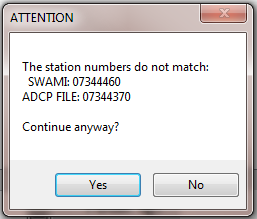 ATTENTION
The station numbers do not match:
SWAMI: 07344460
ADCP FILE: 07344370
Continue anyway?
Yes
No